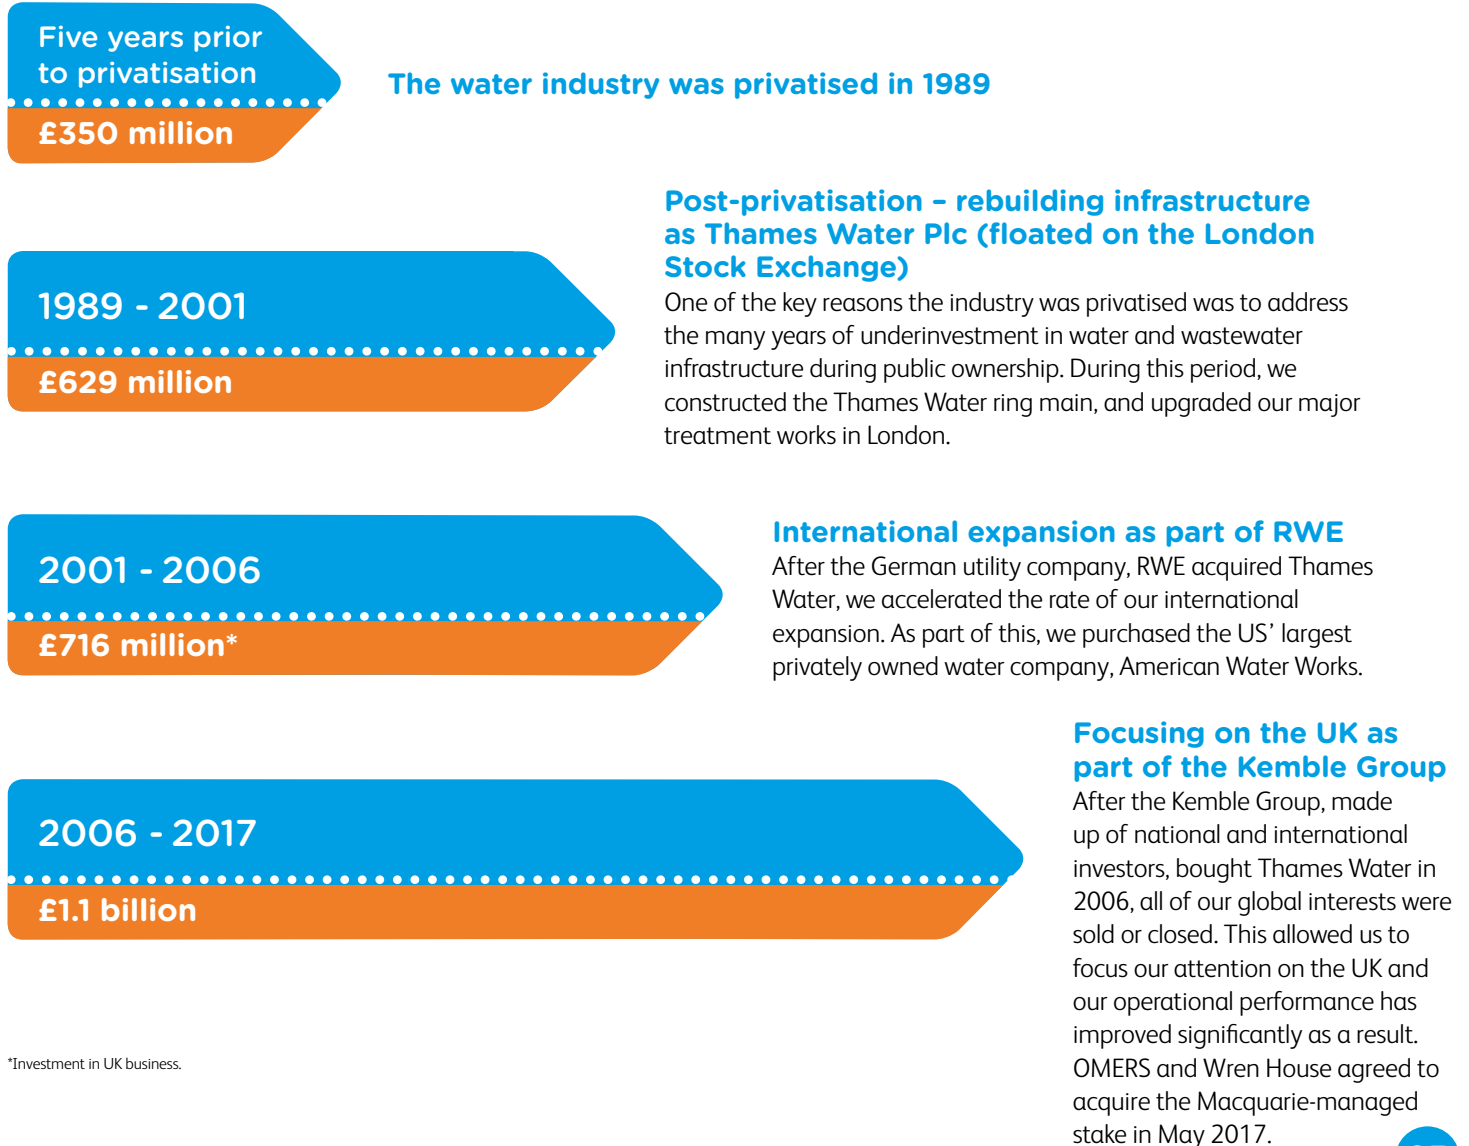 Five years prior
to privatisation
£350 million
The water industry was privatised in 1989
Post-privatisation – rebuilding infrastructure
as Thames Water Plc (floated on the London
Stock Exchange)
One of the key reasons the industry was privatised was to address
the many years of underinvestment in water and wastewater
infrastructure during public ownership. During this period, we
constructed the Thames Water ring main, and upgraded our major
treatment works in London.
1989 - 2001
£629 million
International expansion as part of RWE
After the German utility company, RWE acquired Thames
Water, we accelerated the rate of our international
expansion. As part of this, we purchased the US’ largest
privately owned water company, American Water Works.
2001 - 2006
£716 million*
Focusing on the UK as
part of the Kemble Group
After the Kemble Group, made
up of national and international
investors, bought Thames Water in
2006, all of our global interests were
sold or closed. This allowed us to
focus our attention on the UK and
our operational performance has
improved significantly as a result.
OMERS and Wren House agreed to
acquire the Macquarie-managed
stake in May 2017.
2006 - 2017
£1.1 billion
*Investment in UK business.